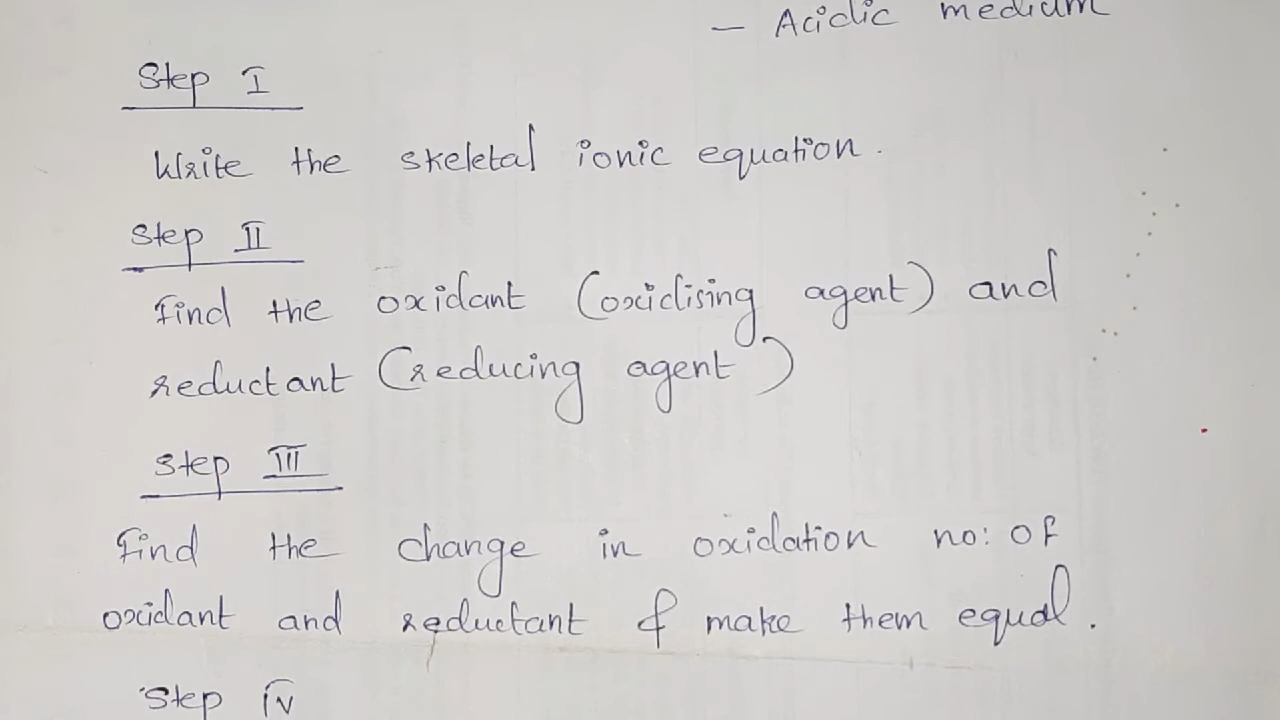 – Acidic medium
Step I
Write the skeletal ionic equation.
Step II
Find the oxidant (oxidising agent) and
reductant (reducing agent)
Step III
Find the change in oxidation no: of
oxidant and reductant & make them equal.
Step IV